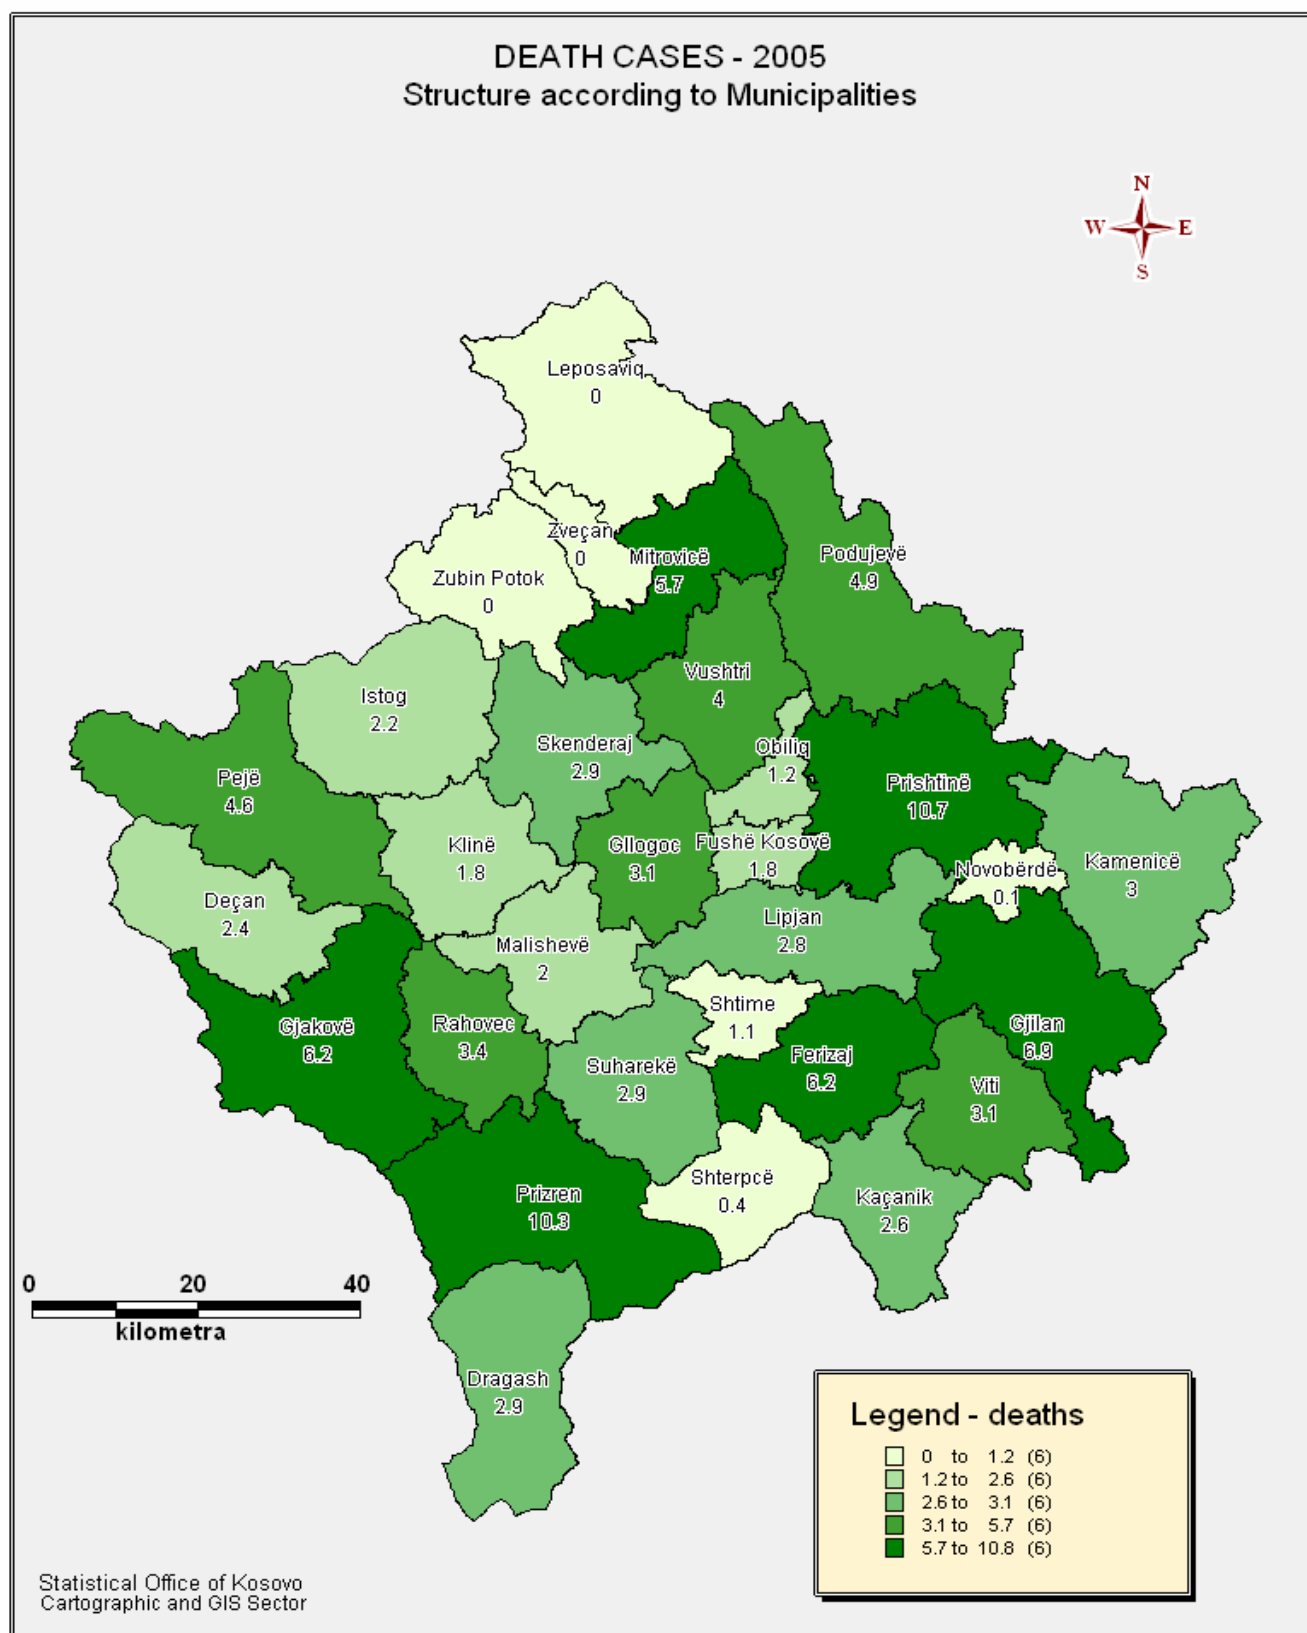 DEATH CASES - 2005
Structure according to Municipalities
N
W E
S
Leposaviq
0
Zveçan
0
Mitrovicë
5.7
Podujevë
4.9
Zubin Potok
0
Vushtri
4
Istog
2.2
Skenderaj
2.9
Obiliq
1.2
Pejë
4.6
Prishtinë
10.7
Klinë
1.8
Gllogoc
3.1
Fushë Kosovë
1.8
Novobërdë
0.1
Kamenicë
3
Deçan
2.4
Malishevë
2
Lipjan
2.8
Shtime
1.1
Gjakovë
6.2
Rahovec
3.4
Gjilan
6.9
Suharekë
2.9
Ferizaj
6.2
Viti
3.1
Shterpcë
0.4
Prizren
10.3
Kaçanik
2.6
0 20 40
kilometra
Dragash
2.9
Legend - deaths
0 to 1.2 (6)
1.2 to 2.6 (6)
2.6 to 3.1 (6)
3.1 to 5.7 (6)
5.7 to 10.8 (6)
Statistical Office of Kosovo
Cartographic and GIS Sector